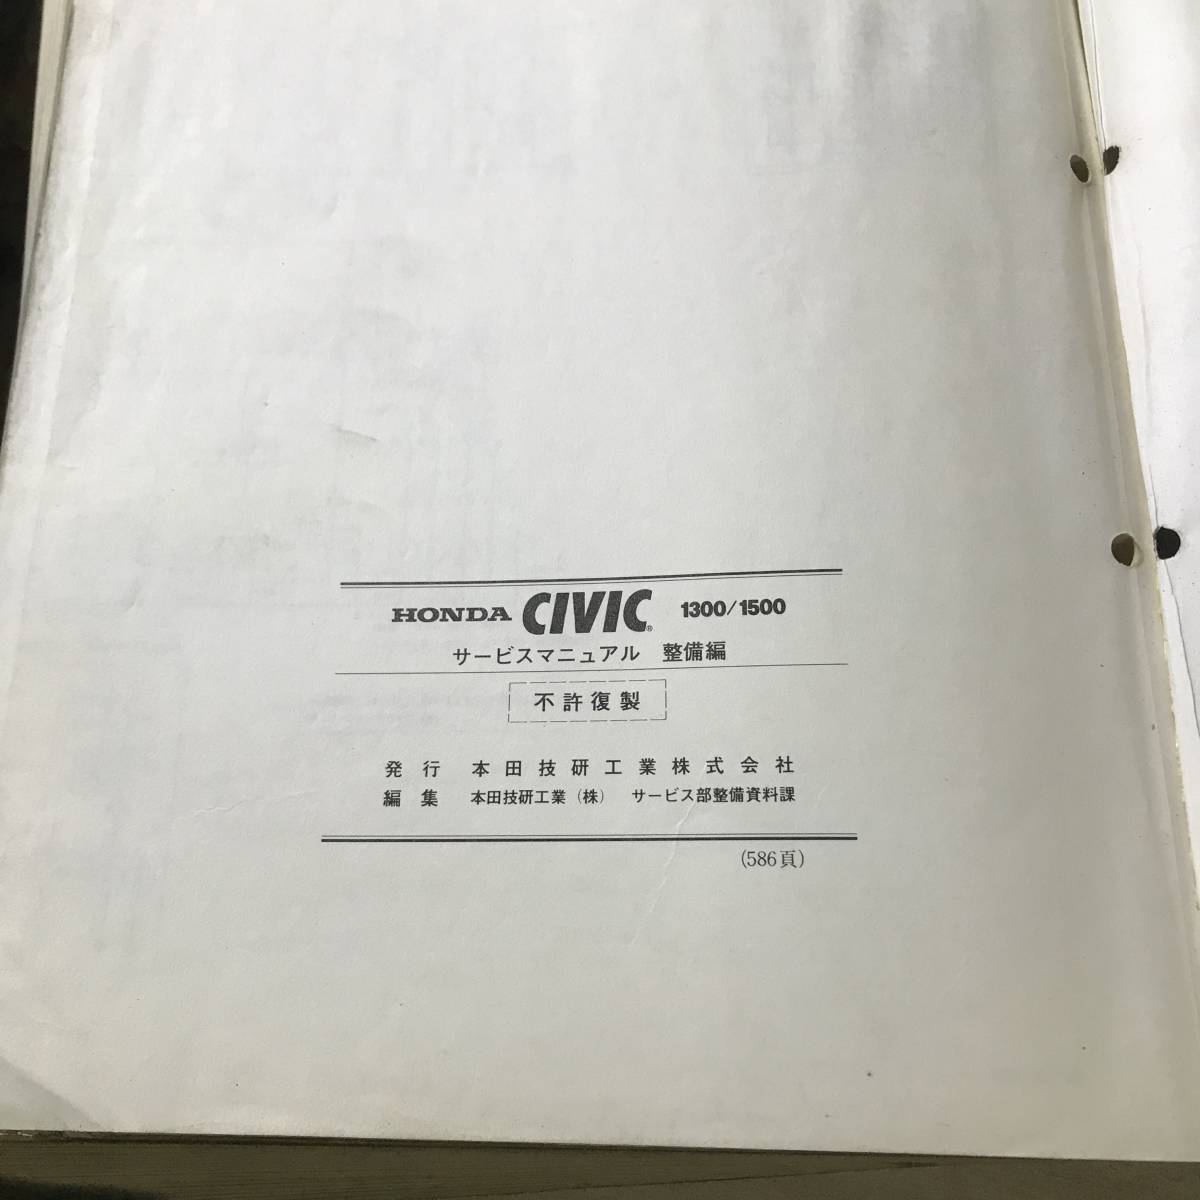 HONDA CIVIC® 1300/1500
サービスマニュアル 整備編
不許復製
発行 本田技研工業株式会社
編集 本田技研工業(株) サービス部整備資料課
(586頁)